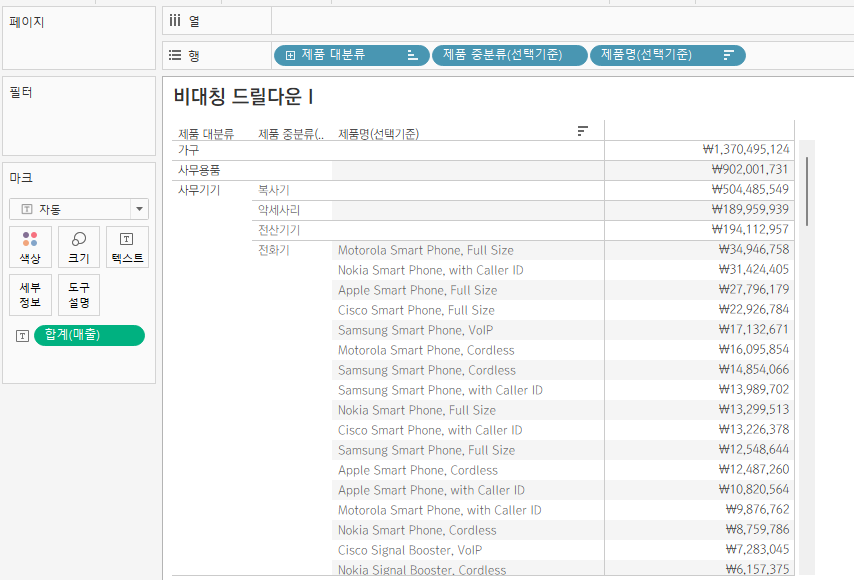 페이지
열
행
제품 대분류
제품 중분류(선택기준)
제품명(선택기준)
필터
비대칭 드릴다운 I
제품 대분류 제품 중분류(.. 제품명(선택기준)
가구 ₩1,370,495,124
사무용품 ₩902,001,731
사무기기 복사기 ₩504,485,549
악세사리 ₩189,959,939
전산기기 ₩194,112,957
전화기 Motorola Smart Phone, Full Size ₩34,946,758
Nokia Smart Phone, with Caller ID ₩31,424,405
Apple Smart Phone, Full Size ₩27,796,179
Cisco Smart Phone, Full Size ₩22,926,784
Samsung Smart Phone, VoIP ₩17,132,671
Motorola Smart Phone, Cordless ₩16,095,854
Samsung Smart Phone, Cordless ₩14,854,066
Samsung Smart Phone, with Caller ID ₩13,989,702
Nokia Smart Phone, Full Size ₩13,299,513
Cisco Smart Phone, with Caller ID ₩13,226,378
Samsung Smart Phone, Full Size ₩12,548,644
Apple Smart Phone, Cordless ₩12,487,260
Apple Smart Phone, with Caller ID ₩10,820,564
Motorola Smart Phone, with Caller ID ₩9,876,762
Nokia Smart Phone, Cordless ₩8,759,786
Cisco Signal Booster, VoIP ₩7,283,045
Nokia Signal Booster, Cordless ₩6,157,375
마크
T 자동
색상
크기
T 텍스트
세부
정보
도구
설명
T 합계(매출)